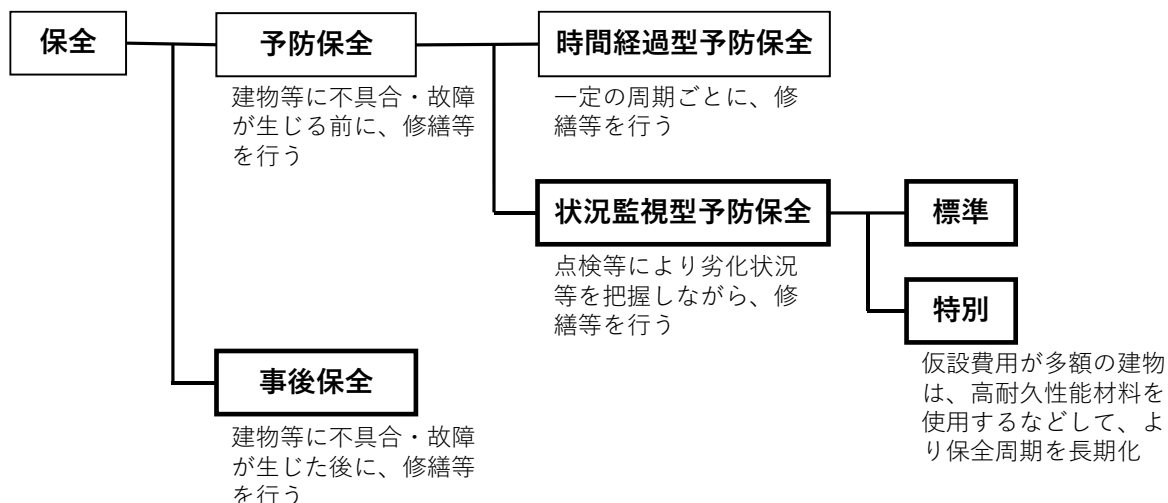 保全
予防保全
建物等に不具合・故障
が生じる前に、修繕等
を行う
時間経過型予防保全
一定の周期ごとに、修
繕等を行う
状況監視型予防保全
点検等により劣化状況
等を把握しながら、修
繕等を行う
標準
特別
仮設費用が多額の建物
は、高耐久性能材料を
使用するなどして、よ
り保全周期を長期化
事後保全
建物等に不具合・故障
が生じた後に、修繕等
を行う